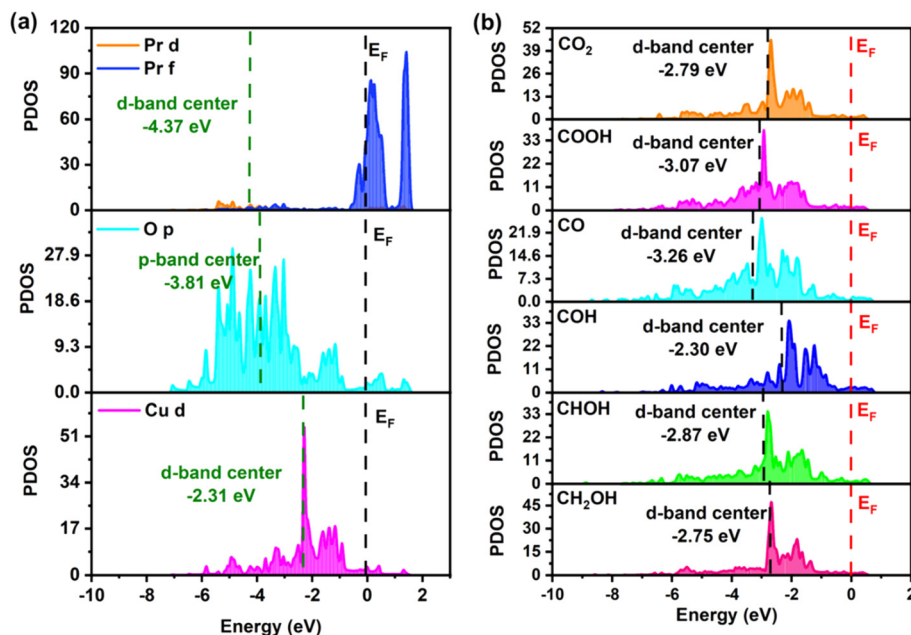 (a)
120
90
60
30
0
PDOS
Pr d
Pr f
d-band center
-4.37 eV
E_F
27.9
18.6
9.3
0.0
PDOS
O p
p-band center
-3.81 eV
E_F
51
34
17
0
PDOS
Cu d
d-band center
-2.31 eV
E_F
-10 -8 -6 -4 -2 0 2
Energy (eV)
(b)
52
39
26
13
0
PDOS
CO₂
d-band center
-2.79 eV
E_F
33
22
11
0
PDOS
COOH
d-band center
-3.07 eV
E_F
21.9
14.6
7.3
0.0
PDOS
CO
d-band center
-3.26 eV
E_F
33
22
11
0
PDOS
COH
d-band center
-2.30 eV
E_F
33
22
11
0
PDOS
CHOH
d-band center
-2.87 eV
E_F
45
30
15
0
PDOS
CH₂OH
d-band center
-2.75 eV
E_F
-10 -8 -6 -4 -2 0 2
Energy (eV)